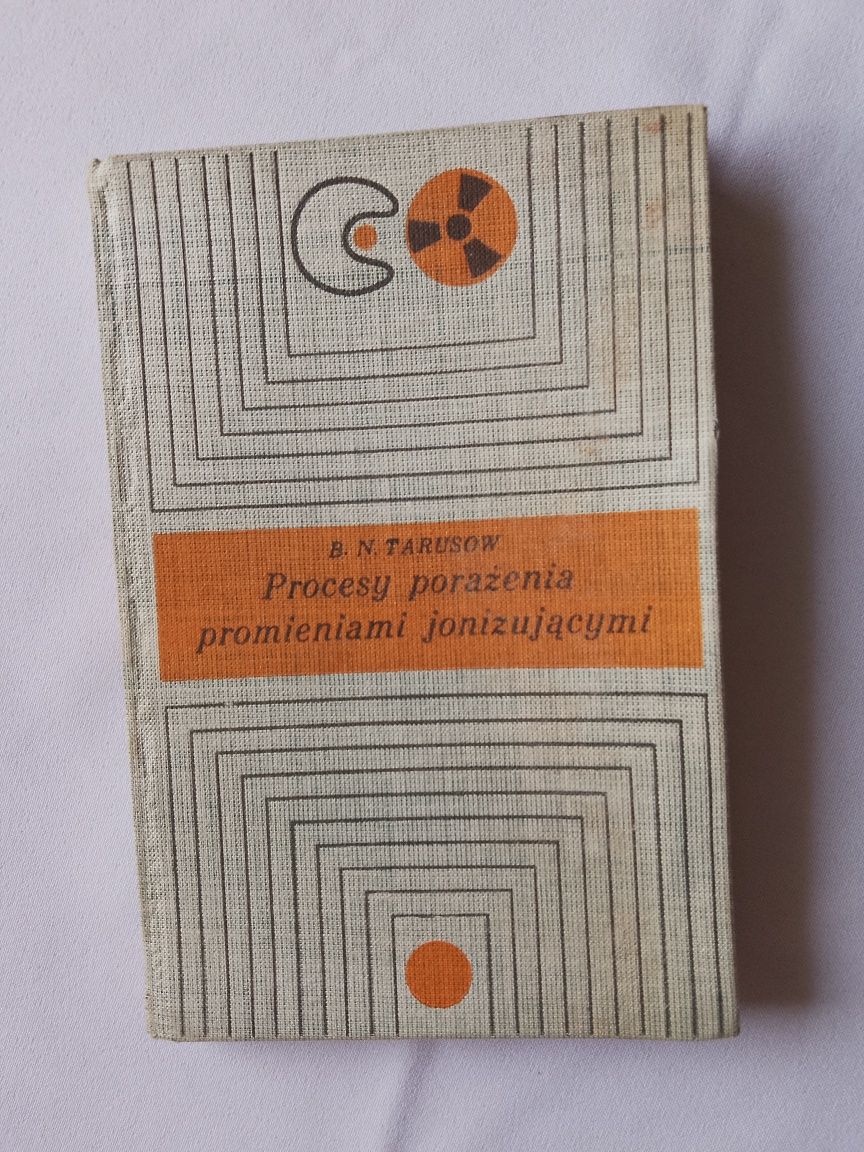 B. N. TARUSOW
Procesy porażenia
promieniami jonizującymi